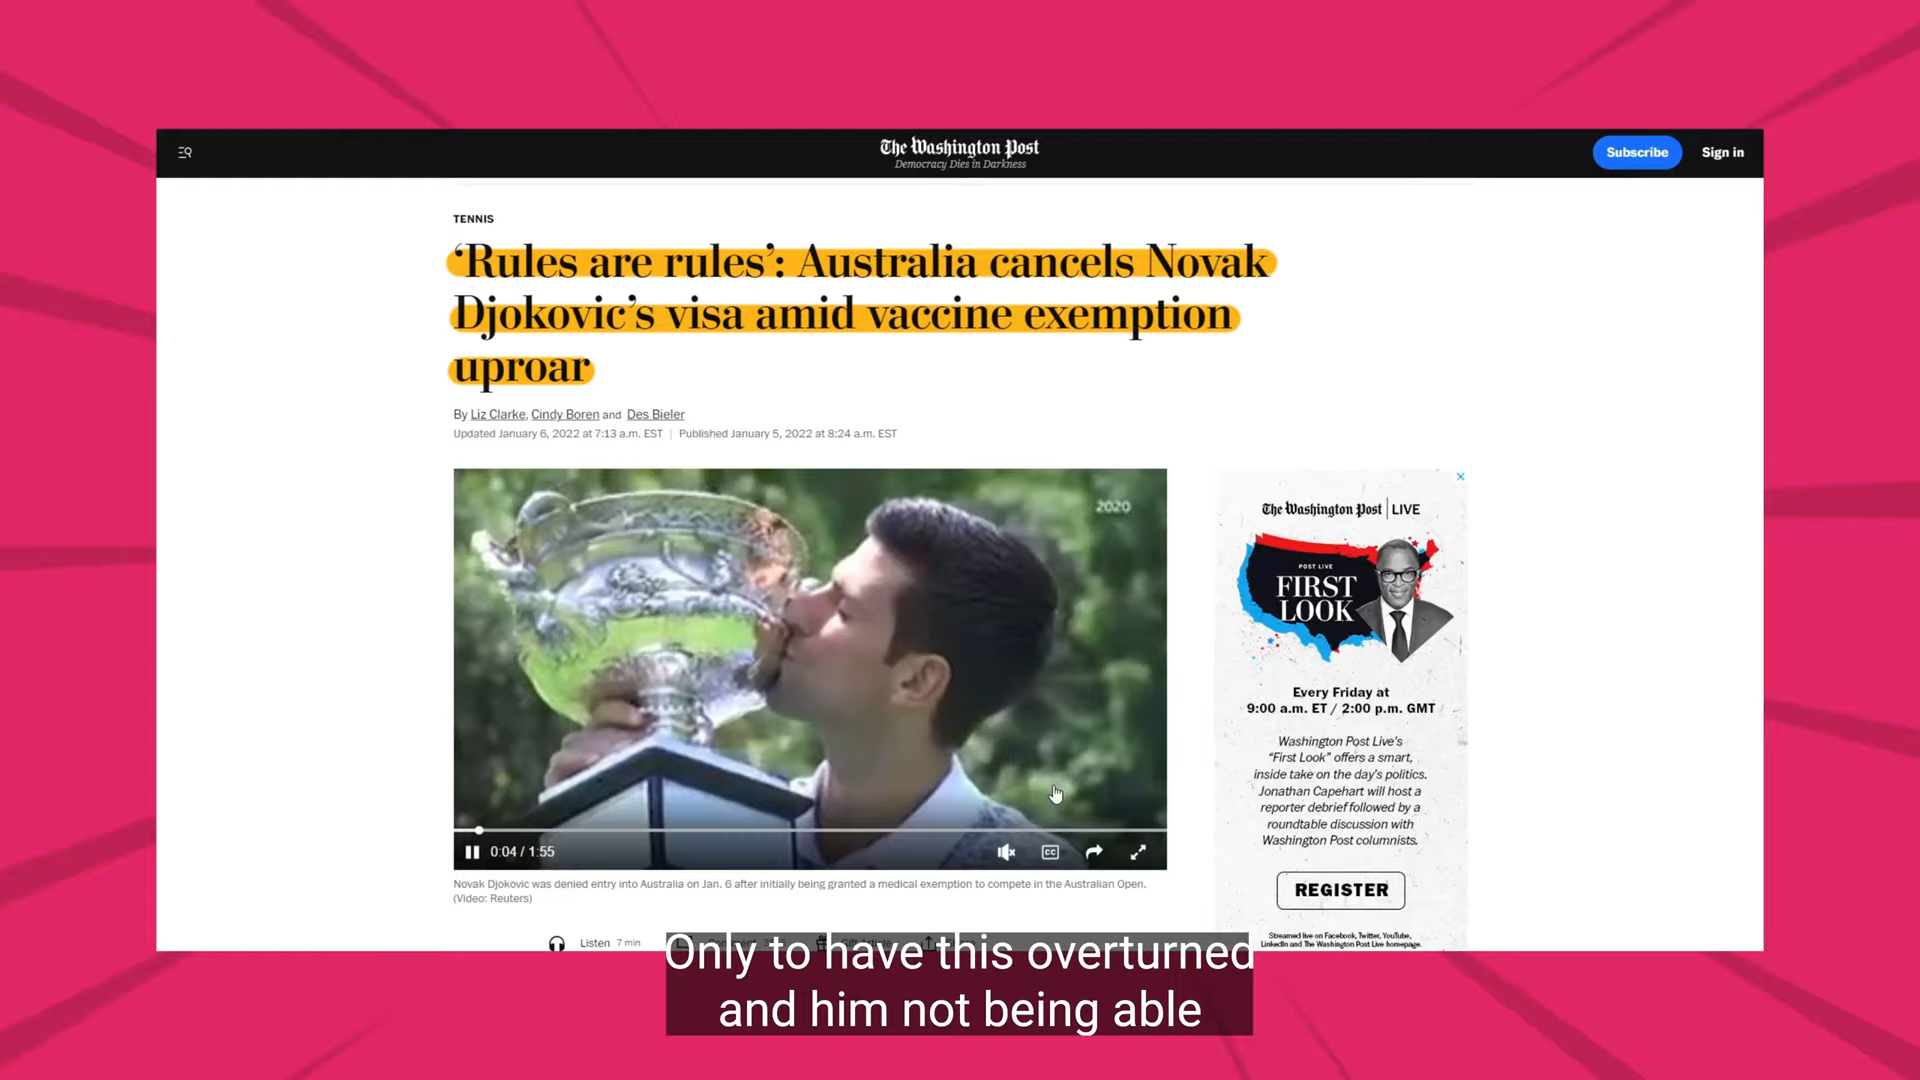 The Washington Post
Democracy Dies in Darkness
Subscribe
Sign in
TENNIS
‘Rules are rules’: Australia cancels Novak
Djokovic’s visa amid vaccine exemption
uproar
By Liz Clarke, Cindy Boren and Des Bieler
Updated January 6, 2022 at 7:13 a.m. EST | Published January 5, 2022 at 8:24 a.m. EST
2020
0:04 / 1:55
CC
Novak Djokovic was denied entry into Australia on Jan. 6 after initially being granted a medical exemption to compete in the Australian Open.
(Video: Reuters)
Listen 7 min
The Washington Post | LIVE
POST LIVE
FIRST
LOOK
Every Friday at
9:00 a.m. ET / 2:00 p.m. GMT
Washington Post Live’s
“First Look” offers a smart,
inside take on the day’s politics.
Jonathan Capehart will host a
reporter debrief followed by a
roundtable discussion with
Washington Post columnists.
REGISTER
Streamed live on Facebook, Twitter, YouTube,
LinkedIn and The Washington Post Live homepage.
Only to have this overturned
and him not being able